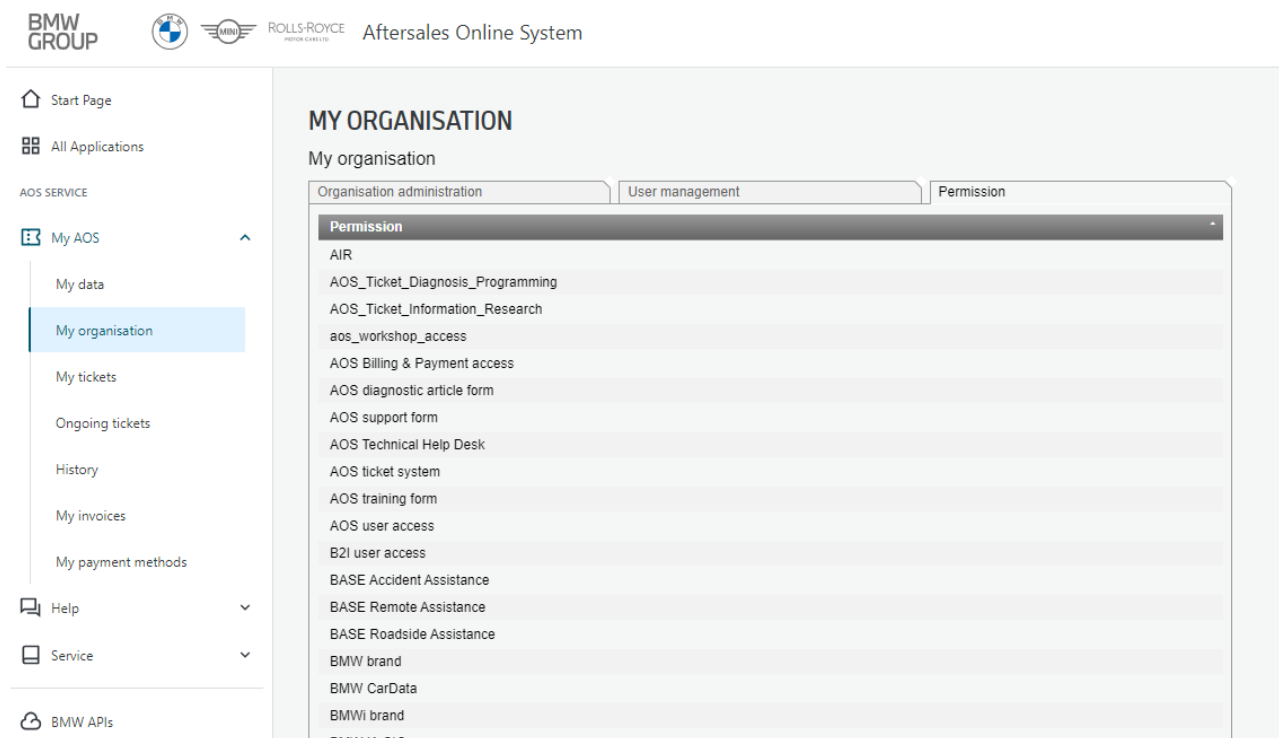 BMW
GROUP
BMW
MINI
ROLLS-ROYCE
MOTOR CARS LTD
Aftersales Online System
Start Page
All Applications
AOS SERVICE
My AOS
My data
My organisation
My tickets
Ongoing tickets
History
My invoices
My payment methods
Help
Service
BMW APIs
MY ORGANISATION
My organisation
Organisation administration
User management
Permission
Permission
AIR
AOS_Ticket_Diagnosis_Programming
AOS_Ticket_Information_Research
aos_workshop_access
AOS Billing & Payment access
AOS diagnostic article form
AOS support form
AOS Technical Help Desk
AOS ticket system
AOS training form
AOS user access
B2I user access
BASE Accident Assistance
BASE Remote Assistance
BASE Roadside Assistance
BMW brand
BMW CarData
BMWi brand